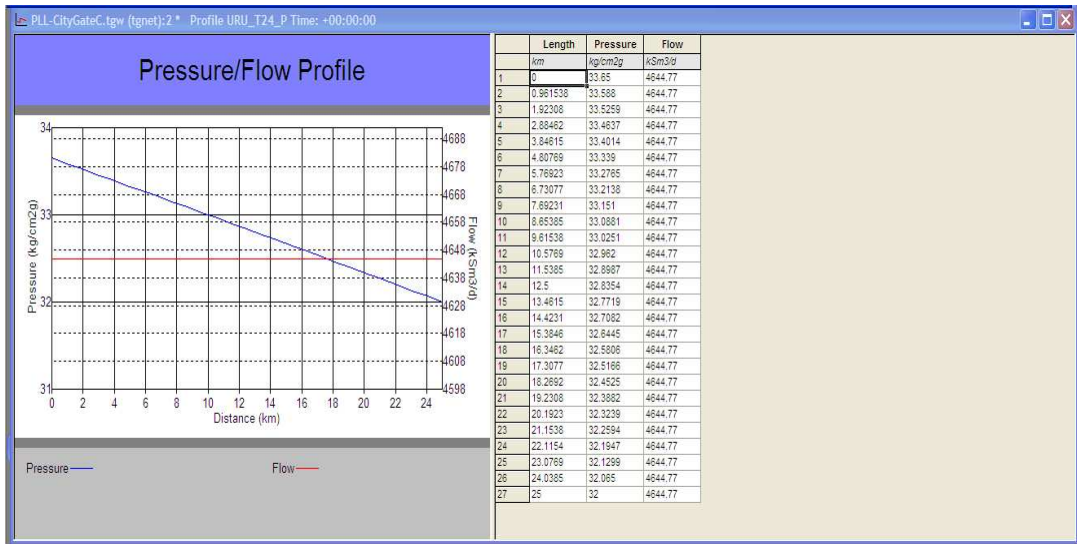 PLL-CityGateC.tgw (tgnet):2 * Profile URU_T24_P Time: +00:00:00
Pressure/Flow Profile
34
33
32
31
Pressure (kg/cm2g)
4688
4678
4668
4658
4648
4638
4628
4618
4608
4598
Flow (kSm3/d)
0 2 4 6 8 10 12 14 16 18 20 22 24
Distance (km)
Pressure Flow
Length Pressure Flow
km kg/cm2g kSm3/d
1 0 33.65 4644.77
2 0.961538 33.588 4644.77
3 1.92308 33.5259 4644.77
4 2.88462 33.4637 4644.77
5 3.84615 33.4014 4644.77
6 4.80769 33.339 4644.77
7 5.76923 33.2765 4644.77
8 6.73077 33.2138 4644.77
9 7.69231 33.151 4644.77
10 8.65385 33.0881 4644.77
11 9.61538 33.0251 4644.77
12 10.5769 32.962 4644.77
13 11.5385 32.8987 4644.77
14 12.5 32.8354 4644.77
15 13.4615 32.7719 4644.77
16 14.4231 32.7082 4644.77
17 15.3846 32.6445 4644.77
18 16.3462 32.5806 4644.77
19 17.3077 32.5166 4644.77
20 18.2692 32.4525 4644.77
21 19.2308 32.3882 4644.77
22 20.1923 32.3239 4644.77
23 21.1538 32.2594 4644.77
24 22.1154 32.1947 4644.77
25 23.0769 32.1299 4644.77
26 24.0385 32.065 4644.77
27 25 32 4644.77